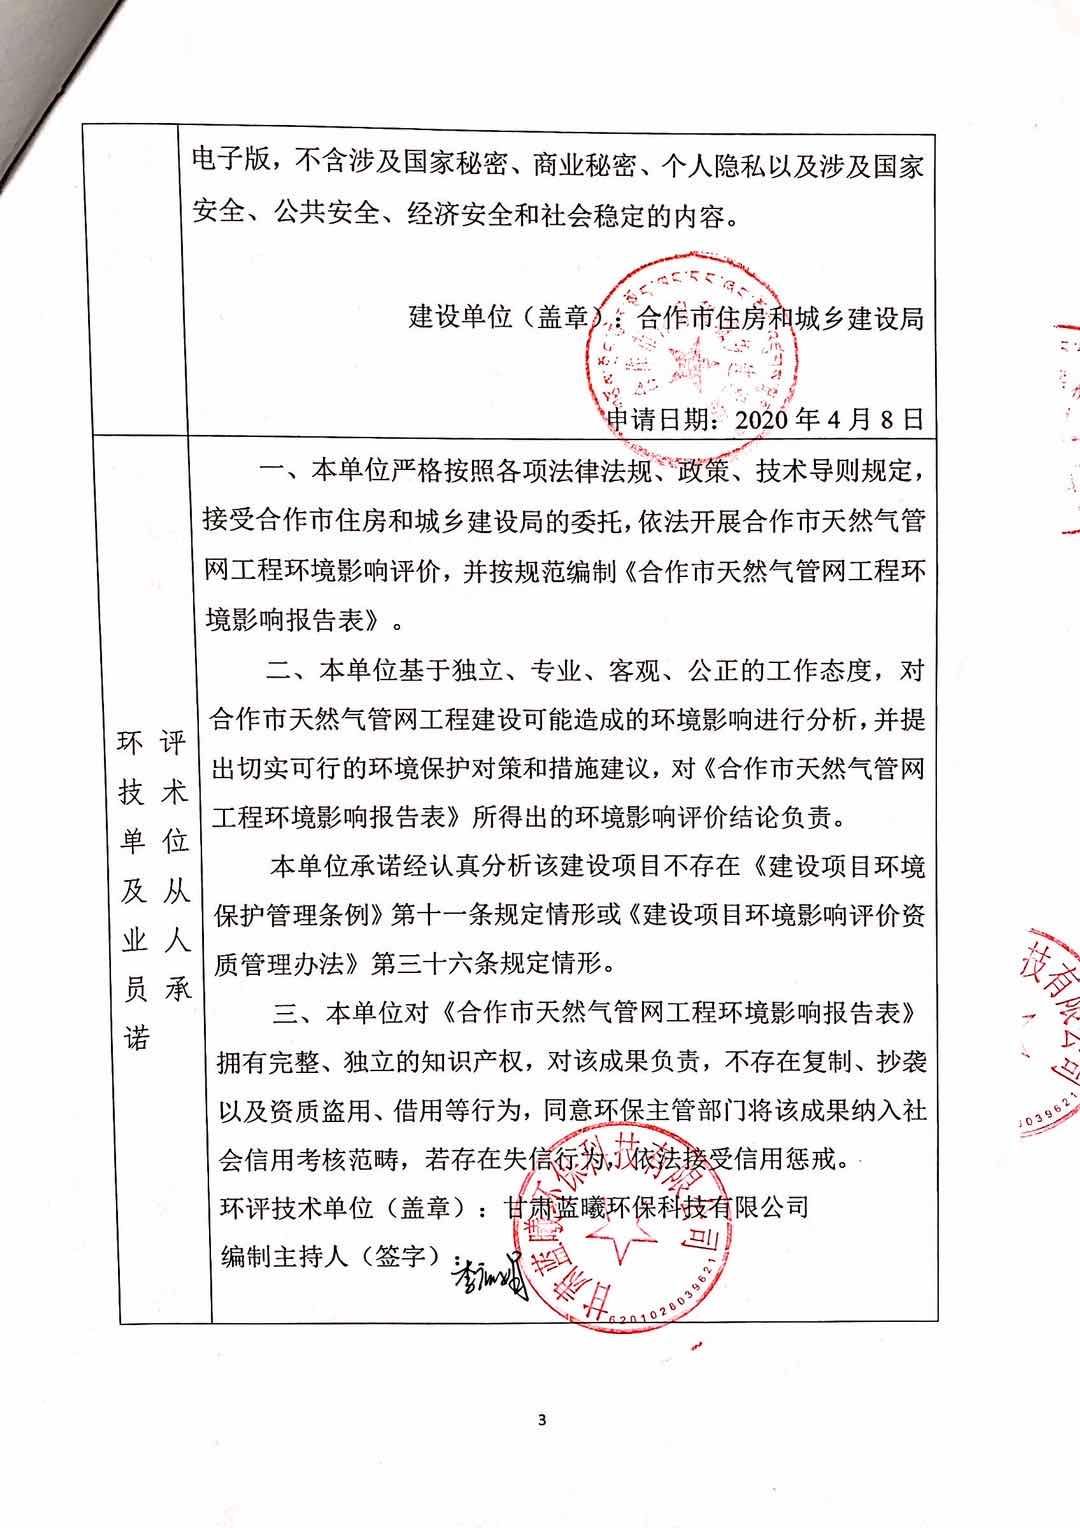 电子版，不含涉及国家秘密、商业秘密、个人隐私以及涉及国家
安全、公共安全、经济安全和社会稳定的内容。
建设单位（盖章）：合作市住房和城乡建设局
申请日期：2020 年 4 月 8 日
环评
技术
单位
及从
业人
员承
诺
一、本单位严格按照各项法律法规、政策、技术导则规定，
接受合作市住房和城乡建设局的委托，依法开展合作市天然气管
网工程环境影响评价，并按规范编制《合作市天然气管网工程环
境影响报告表》。
二、本单位基于独立、专业、客观、公正的工作态度，对
合作市天然气管网工程建设可能造成的环境影响进行分析，并提
出切实可行的环境保护对策和措施建议，对《合作市天然气管网
工程环境影响报告表》所得出的环境影响评价结论负责。
本单位承诺经认真分析该建设项目不存在《建设项目环境
保护管理条例》第十一条规定情形或《建设项目环境影响评价资
质管理办法》第三十六条规定情形。
三、本单位对《合作市天然气管网工程环境影响报告表》
拥有完整、独立的知识产权，对该成果负责，不存在复制、抄袭
以及资质盗用、借用等行为，同意环保主管部门将该成果纳入社
会信用考核范畴，若存在失信行为，依法接受信用惩戒。
环评技术单位（盖章）：甘肃蓝曦环保科技有限公司
编制主持人（签字）：
甘肃蓝曦环保科技有限公司
6201026039621
技有限公司
039621
3